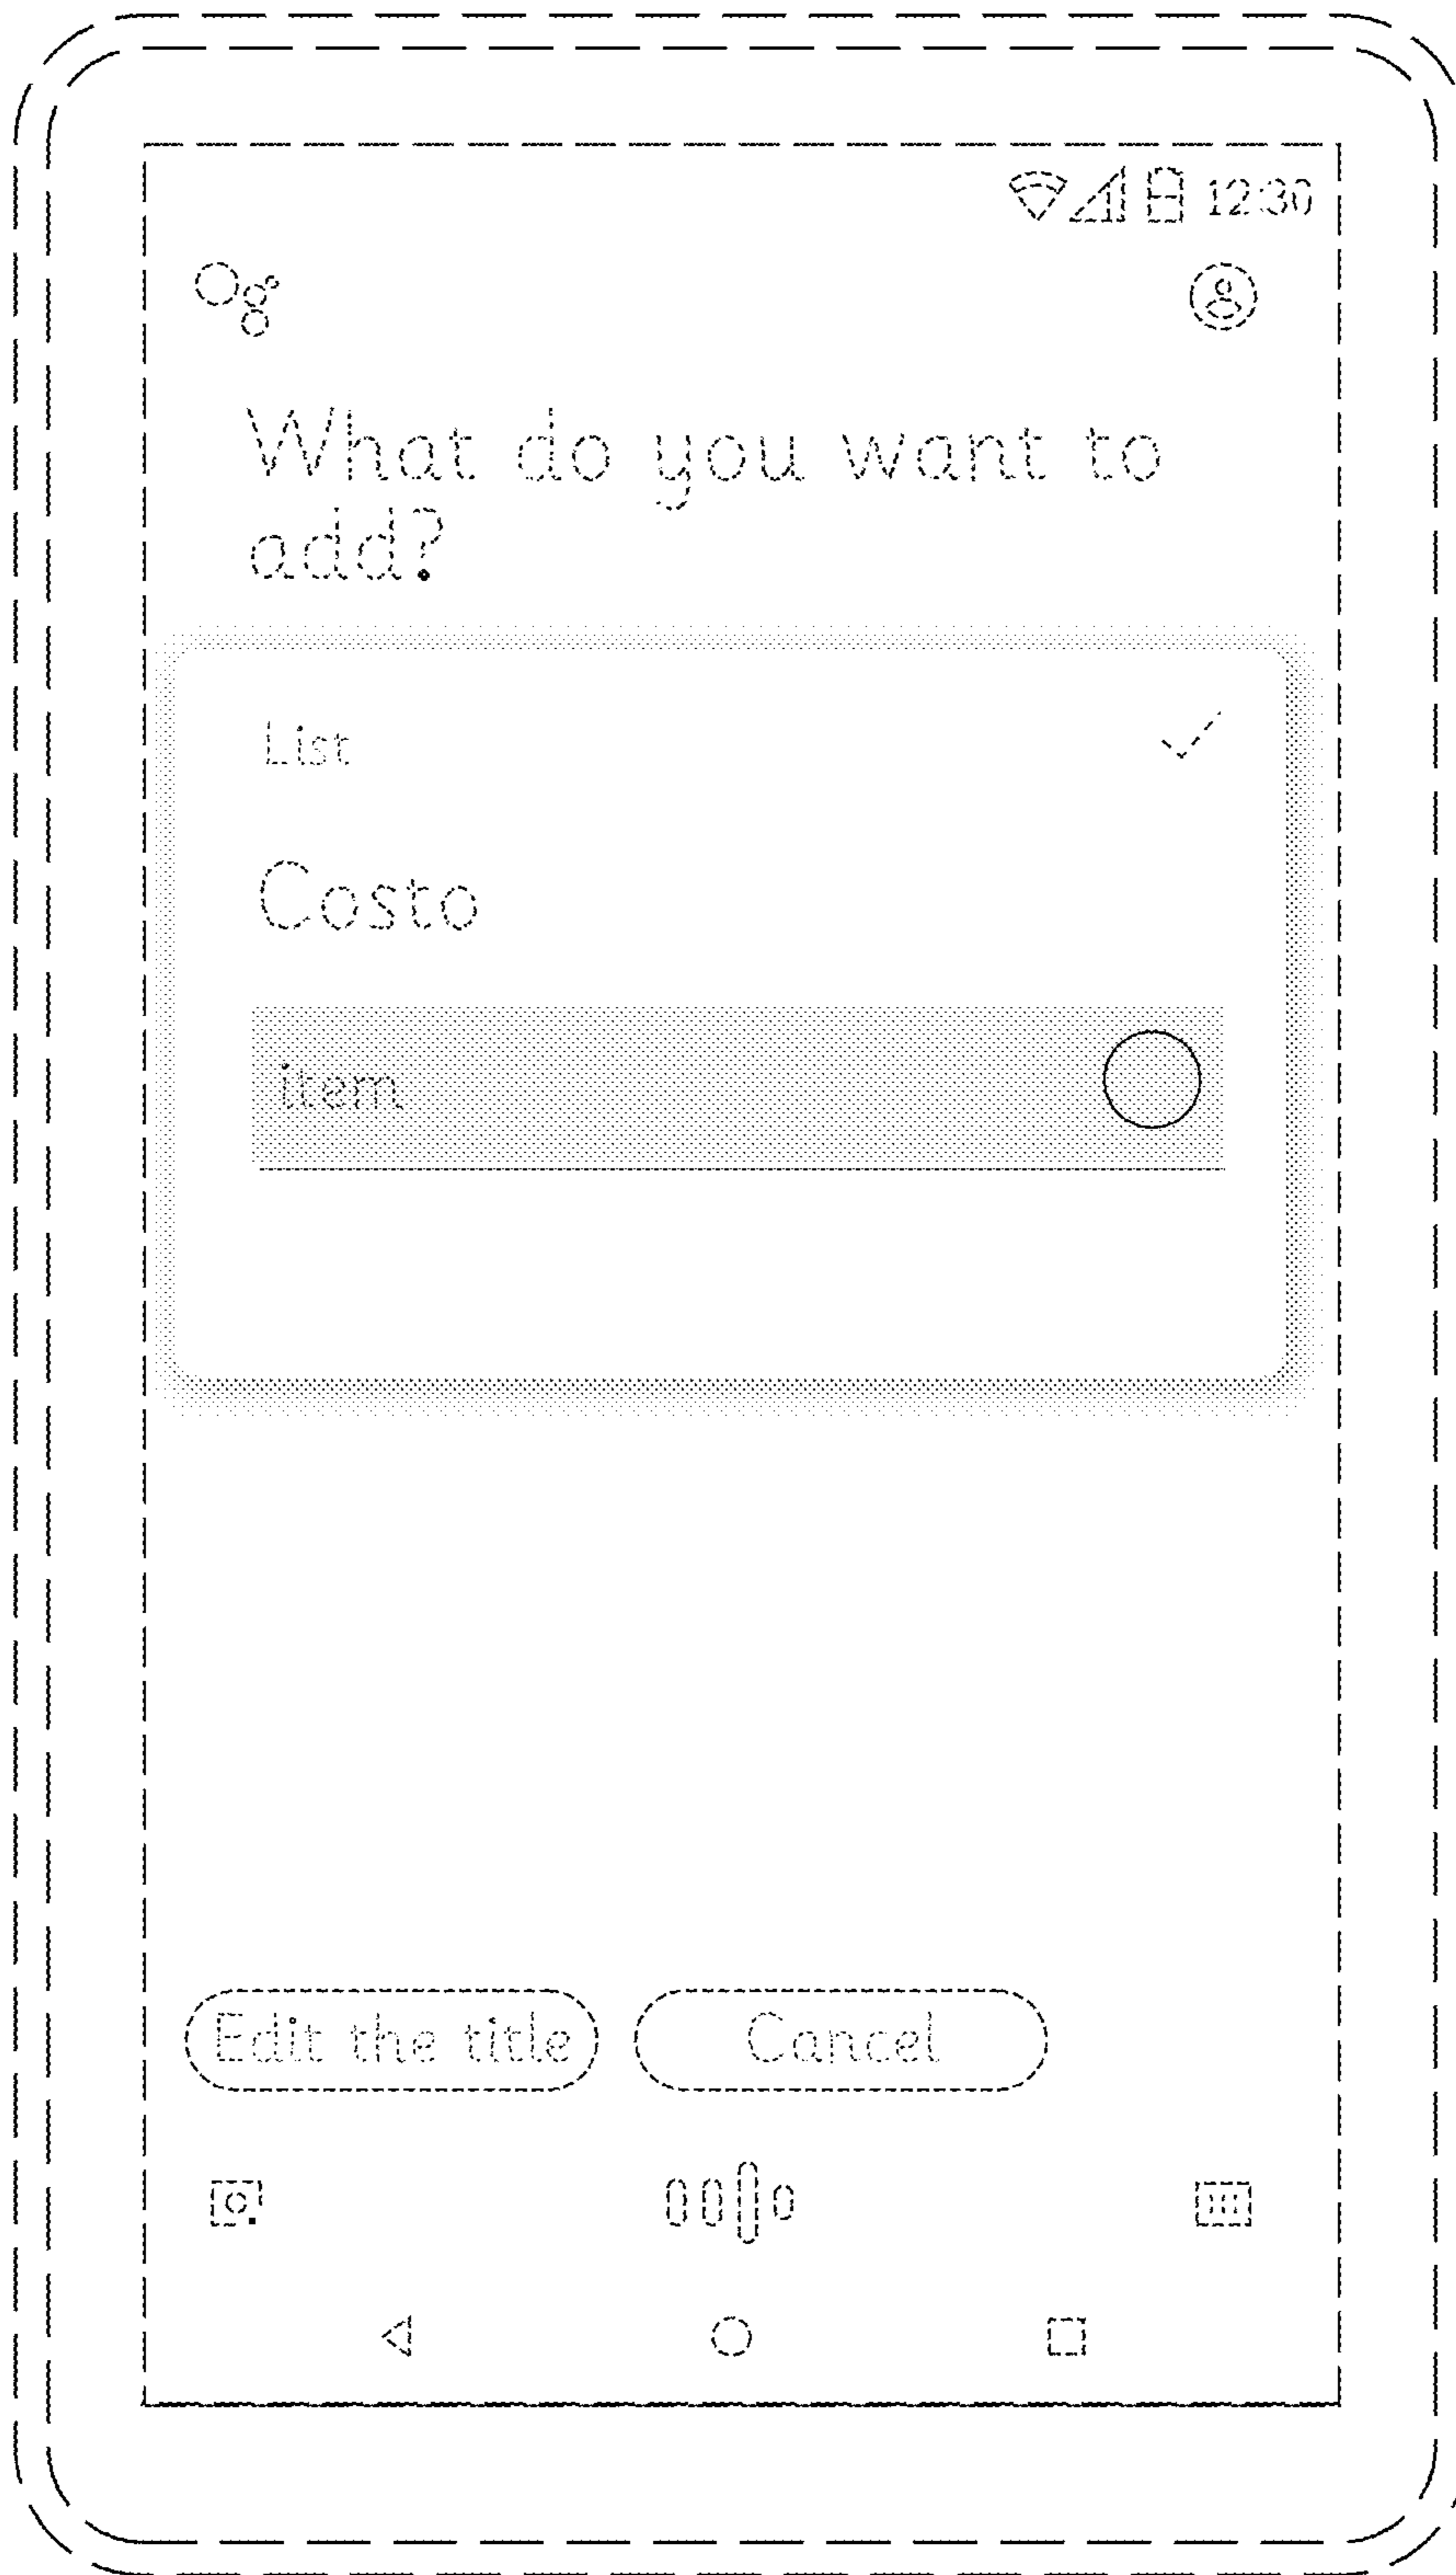 12:30
What do you want to
add?
List
Costo
item
Edit the title
Cancel